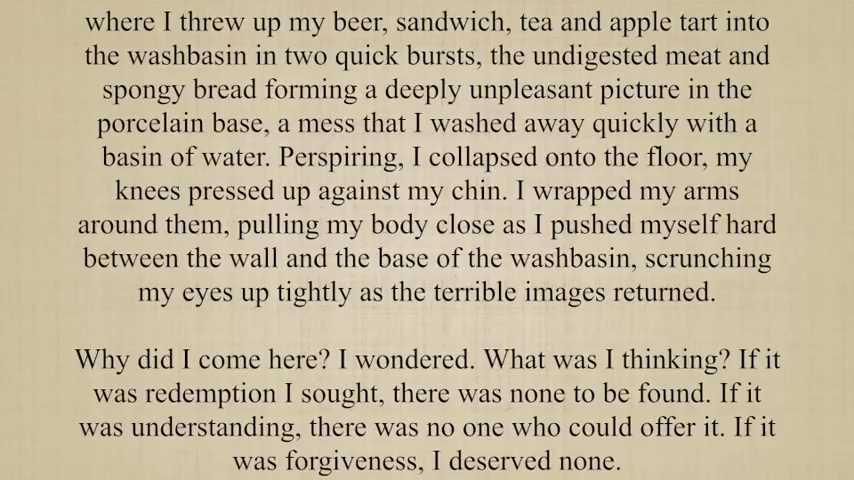 where I threw up my beer, sandwich, tea and apple tart into
the washbasin in two quick bursts, the undigested meat and
spongy bread forming a deeply unpleasant picture in the
porcelain base, a mess that I washed away quickly with a
basin of water. Perspiring, I collapsed onto the floor, my
knees pressed up against my chin. I wrapped my arms
around them, pulling my body close as I pushed myself hard
between the wall and the base of the washbasin, scrunching
my eyes up tightly as the terrible images returned.
Why did I come here? I wondered. What was I thinking? If it
was redemption I sought, there was none to be found. If it
was understanding, there was no one who could offer it. If it
was forgiveness, I deserved none.